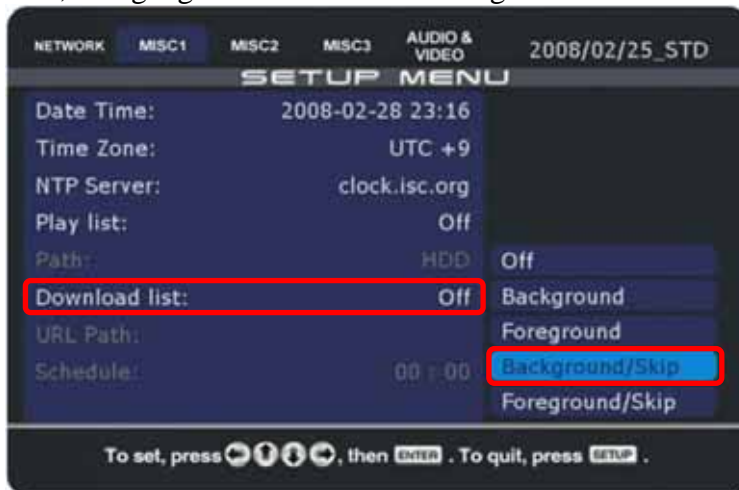 NETWORK MISC1 MISC2 MISC3 AUDIO & VIDEO 2008/02/25_STD
SETUP MENU
Date Time: 2008-02-28 23:16
Time Zone: UTC +9
NTP Server: clock.isc.org
Play list: Off
Path: HDD Off
Download list: Off Background
URL Path: Foreground
Schedule: 00 : 00 Background/Skip
Foreground/Skip
To set, press , then ENTER . To quit, press SETUP .